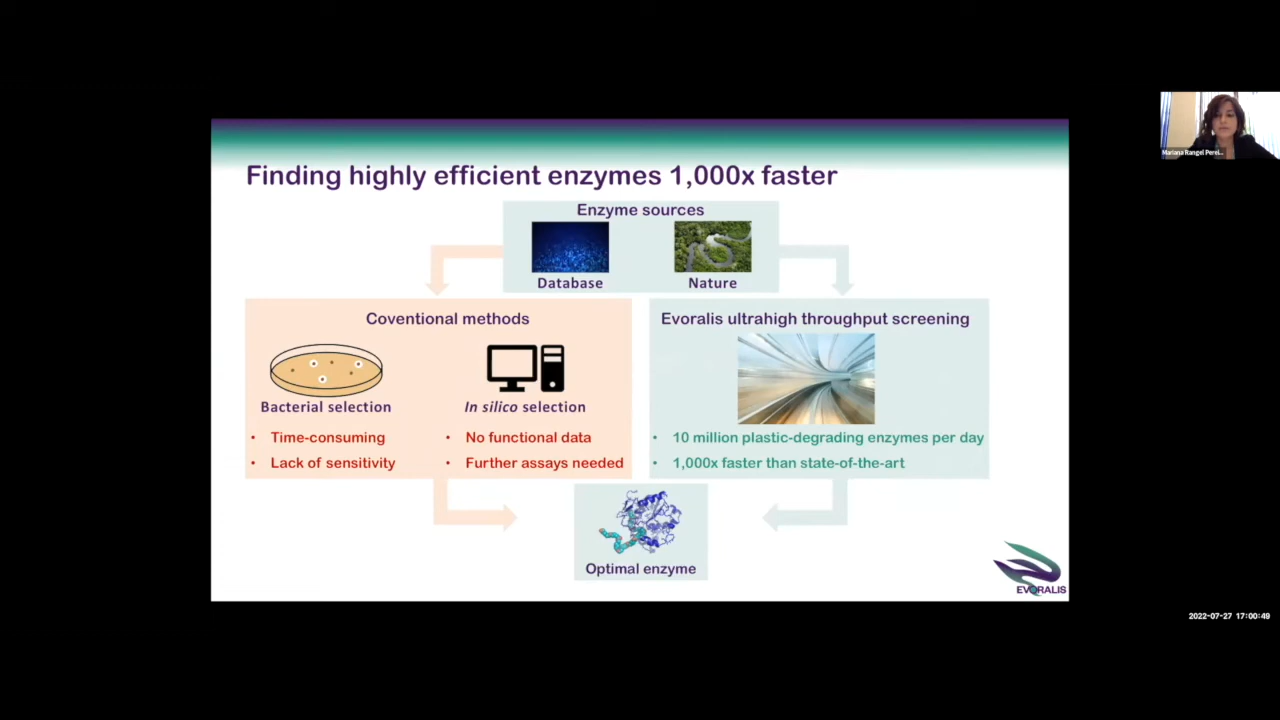 Mariana Rangel Perei...
Finding highly efficient enzymes 1,000x faster
Enzyme sources
Database
Nature
Coventional methods
Bacterial selection
• Time-consuming
• Lack of sensitivity
In silico selection
• No functional data
• Further assays needed
Evoralis ultrahigh throughput screening
• 10 million plastic-degrading enzymes per day
• 1,000x faster than state-of-the-art
Optimal enzyme
EVORALIS
2022-07-27 17:00:49